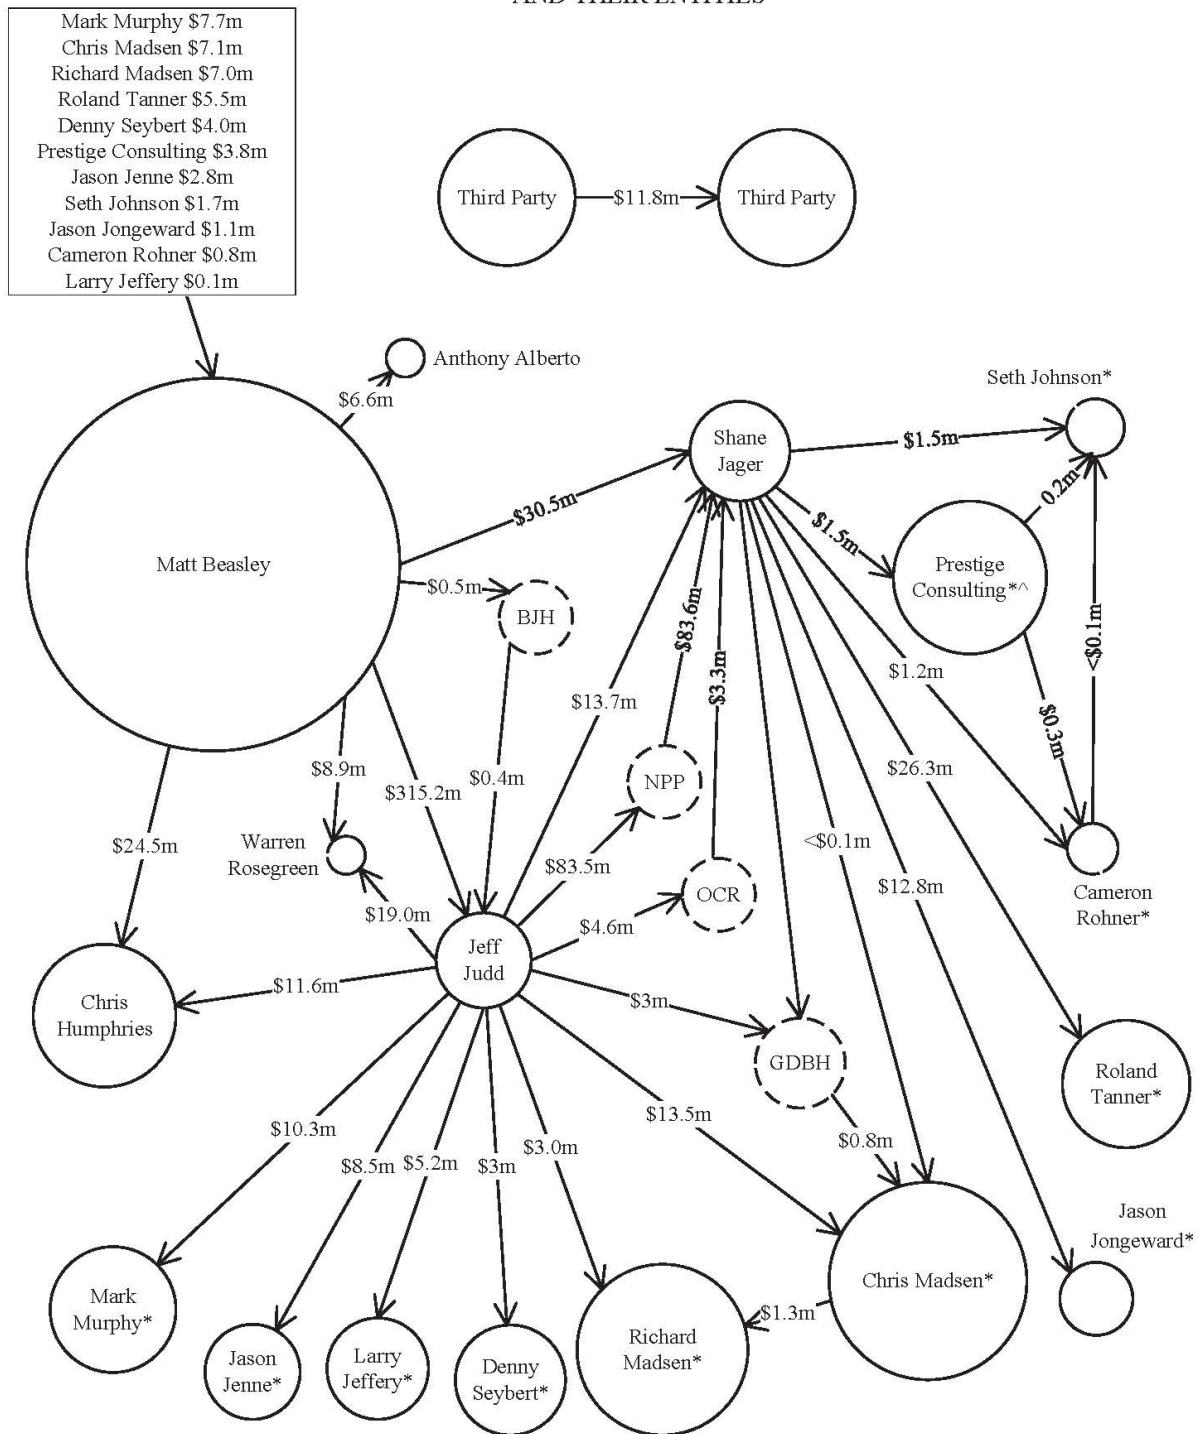 AND THEIR ENTITIES
Mark Murphy $7.7m
Chris Madsen $7.1m
Richard Madsen $7.0m
Roland Tanner $5.5m
Denny Seybert $4.0m
Prestige Consulting $3.8m
Jason Jenne $2.8m
Seth Johnson $1.7m
Jason Jongeward $1.1m
Cameron Rohner $0.8m
Larry Jeffery $0.1m
Third Party
$11.8m
Third Party
Anthony Alberto
$6.6m
Seth Johnson*
Shane
Jager
$1.5m
$30.5m
0.2m
$1.5m
Matt Beasley
Prestige
Consulting*^
$0.5m
BJH
$83.6m
<$0.1m
$3.3m
$1.2m
$13.7m
$0.3m
$8.9m
$315.2m
$0.4m
NPP
$26.3m
$24.5m
Warren
Rosegreen
$83.5m
<$0.1m
$12.8m
OCR
Cameron
Rohner*
$19.0m
$4.6m
Jeff
Judd
$11.6m
Chris
Humphries
$3m
GDBH
Roland
Tanner*
$10.3m
$13.5m
$0.8m
$8.5m
$5.2m
$3m
$3.0m
Jason
Jongeward*
Chris Madsen*
Mark
Murphy*
$1.3m
Richard
Madsen*
Jason
Jenne*
Larry
Jeffery*
Denny
Seybert*